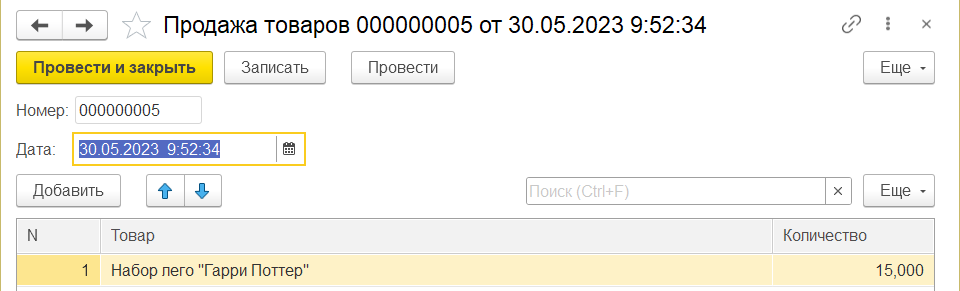 Продажа товаров 000000005 от 30.05.2023 9:52:34
Провести и закрыть Записать Провести Еще
Номер: 000000005
Дата: 30.05.2023 9:52:34
Добавить Поиск (Ctrl+F) × Еще
N Товар Количество
1 Набор лего "Гарри Поттер" 15,000